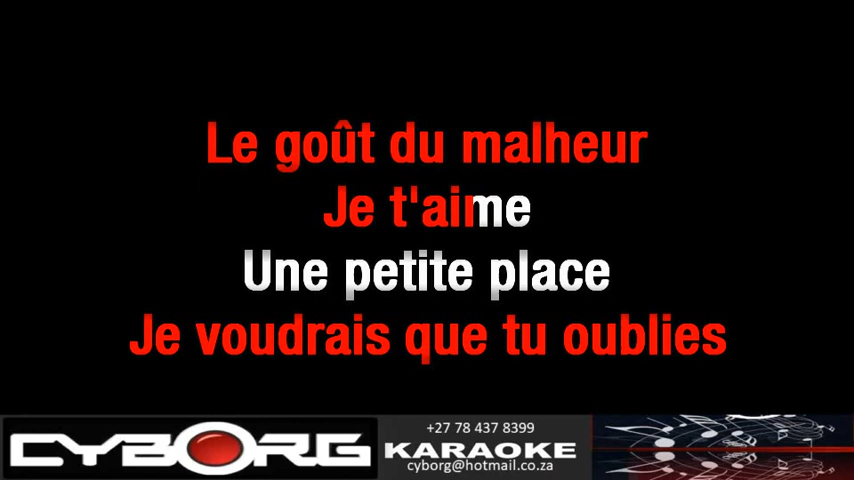 Le goût du malheur
Je t'aime
Une petite place
Je voudrais que tu oublies
CYBORG
+27 78 437 8399
KARAOKE
cyborg@hotmail.co.za